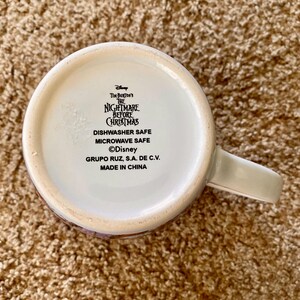 Disney
Tim Burton's
THE
NIGHTMARE
BEFORE
CHRISTMAS
DISHWASHER SAFE
MICROWAVE SAFE
©Disney
GRUPO RUZ, S.A. DE C.V.
MADE IN CHINA